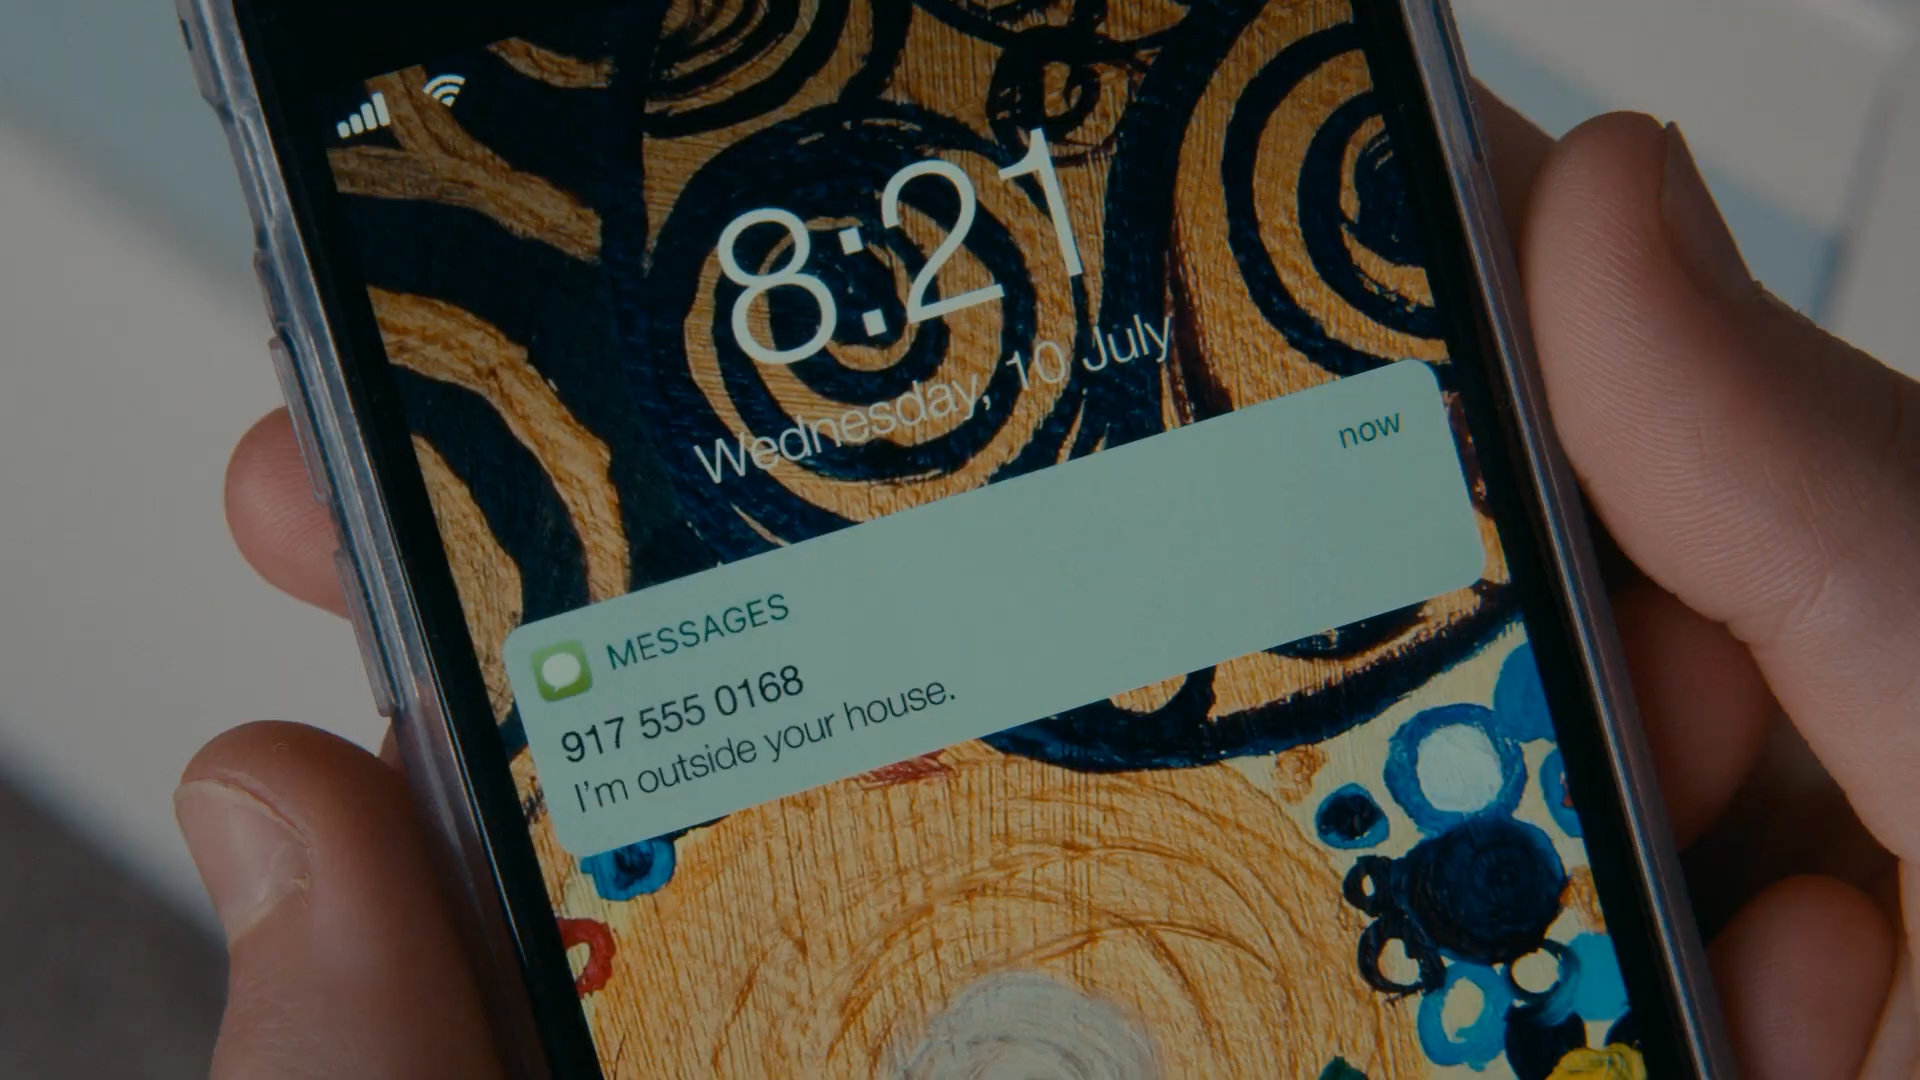 8:21
Wednesday, 10 July
now
MESSAGES
917 555 0168
I'm outside your house.